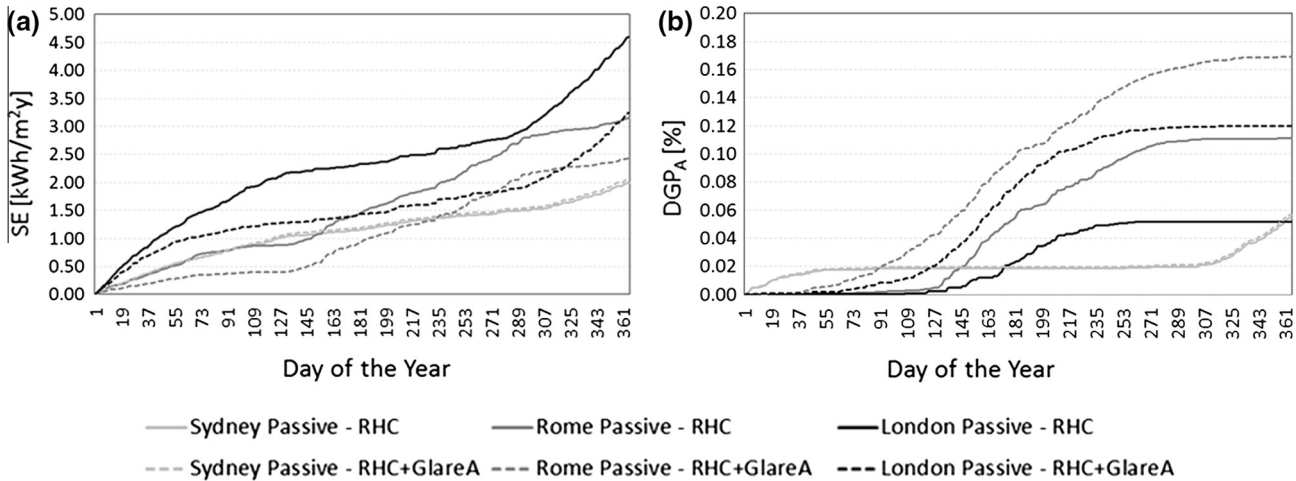 (a)
SE [kWh/m²y]
5.00
4.50
4.00
3.50
3.00
2.50
2.00
1.50
1.00
0.50
0.00
1 19 37 55 73 91 109 127 145 163 181 199 217 235 253 271 289 307 325 343 361
Day of the Year
(b)
DGP_A [%]
0.20
0.18
0.16
0.14
0.12
0.10
0.08
0.06
0.04
0.02
0.00
1 19 37 55 73 91 109 127 145 163 181 199 217 235 253 271 289 307 325 343 361
Day of the Year
Sydney Passive - RHC
Rome Passive - RHC
London Passive - RHC
Sydney Passive - RHC+GlareA
Rome Passive - RHC+GlareA
London Passive - RHC+GlareA